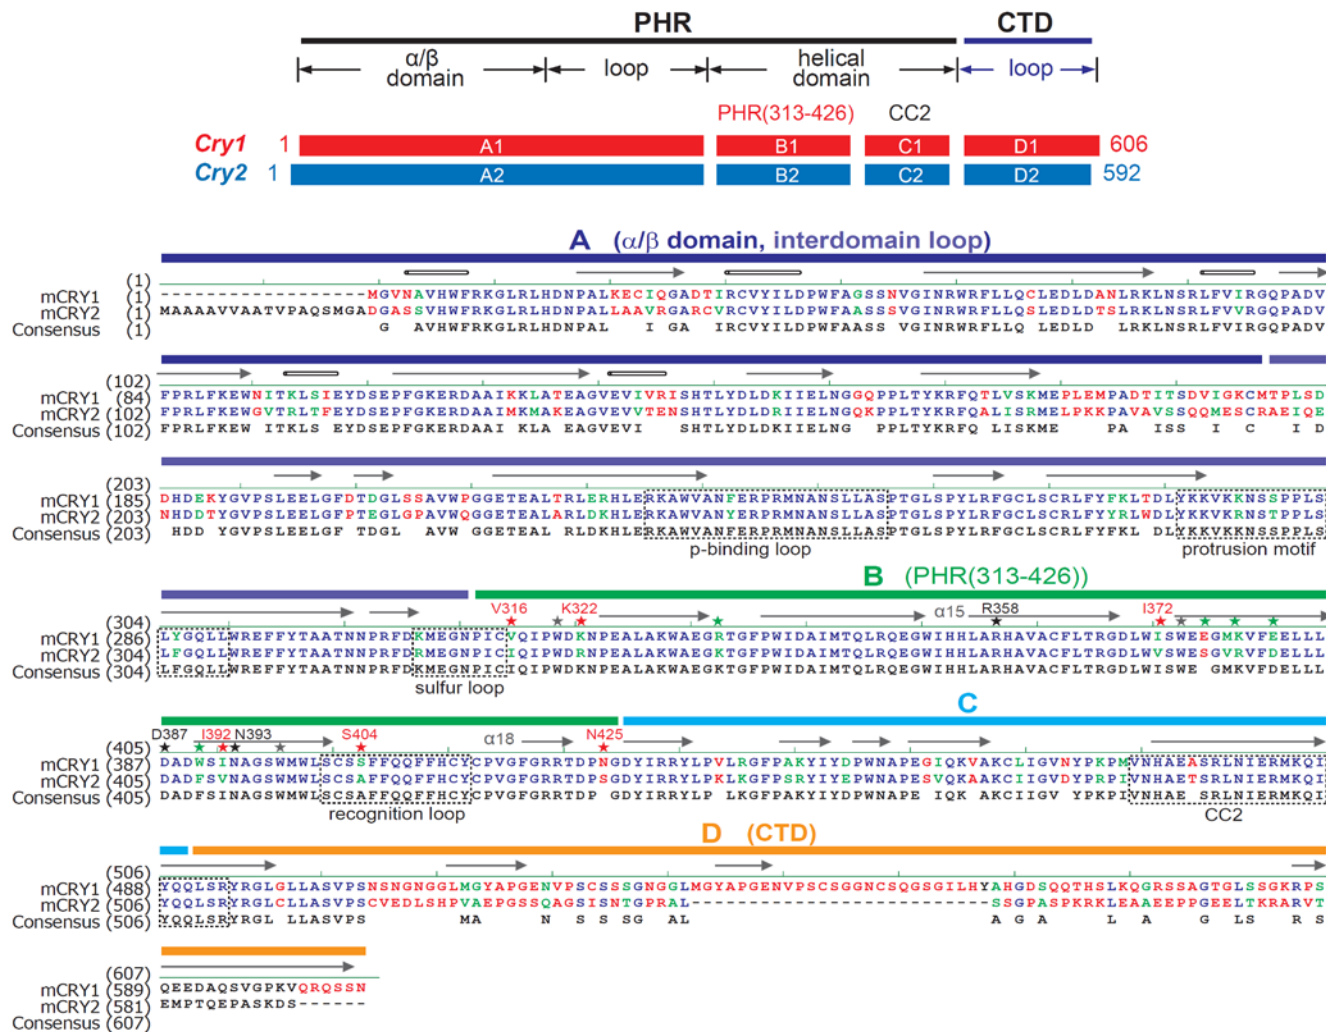 PHR CTD
α/β domain loop helical domain loop
PHR(313-426) CC2
Cry1 1 A1 B1 C1 D1 606
Cry2 1 A2 B2 C2 D2 592
A (α/β domain, interdomain loop)
(1)
mCRY1 (1) ------------------MGVNAVHWFRKGLRLHDNPALKECIQGADTIRCVYILDPWFAGSSNVGINRWRFLLQCLEDLDANLRKLNSRLFVIRGQPADV
mCRY2 (1) MAAAAVVAATVPAQSMGADGASSVHWFRKGLRLHDNPALLAAVRGARCVRCVYILDPWFAASSSVGINRWRFLLQSLEDLDTSLRKLNSRLFVVRGQPADV
Consensus (1) G AVHWFRKGLRLHDNPAL IGA IRCVYILDPWFAASS VGINRWRFLLQ LEDLD LRKLNSRLFVIRGQPADV
(102)
mCRY1 (84) FPRLFKEWNITKLSIEYDSEPFGKERDAAIKKLATEAGVEVIVRISHTLYDLDKIIELNGGQPPLTYKRFQTLVSKMEPLEMPADTITSDVIGKCMTPLSD
mCRY2 (102) FPRLFKEWGVTRLTFEYDSEPFGKERDAAIMKMAKEAGVEVVTENSHTLYDLDRIIELNGQKPPLTYKRFQALISRMELPKKPAVAVSSQQMESCRAEIQE
Consensus (102) FPRLFKEW ITKLS EYDSEPFGKERDAAI KLA EAGVEVI SHTLYDLDKIIELNG PPLTYKRFQ LISKME PA ISS I C ID
(203)
mCRY1 (185) DHDEKYGVPSLEELGFDTDGLSSAVWPGGETEALTRLERHLERKAWVANFERPRMNANSLLASPTGLSPYLRFGCLSCRLFYFKLTDLYKKVKKNSSPPLS
mCRY2 (203) NHDDTYGVPSLEELGFPTEGLGPAVWQGGETEALARLDKHLERKAWVANYERPRMNANSLLASPTGLSPYLRFGCLSCRLFYYRLWDLYKKVKRNSTPPLS
Consensus (203) HDD YGVPSLEELGF TDGL AVW GGETEAL RLDKHLERKAWVANFERPRMNANSLLASPTGLSPYLRFGCLSCRLFYFKL DLYKKVKKNSSPPLS
p-binding loop protrusion motif
B (PHR(313-426))
V316 K322 α15 R358 I372
(304)
mCRY1 (286) LYGQLLWREFFYTAATNNPRFDKMEGNPICVQIPWDKNPEALAKWAEGRTGFPWIDAIMTQLRQEGWIHHLARHAVACFLTRGDLWISWEEGMKVFEELLL
mCRY2 (304) LFGQLLWREFFYTAATNNPRFDRMEGNPICIQIPWDRNPEALAKWAEGKTGFPWIDAIMTQLRQEGWIHHLARHAVACFLTRGDLWVSWESGVRVFDELLL
Consensus (304) LFGQLLWREFFYTAATNNPRFDKMEGNPICIQIPWDKNPEALAKWAEGKTGFPWIDAIMTQLRQEGWIHHLARHAVACFLTRGDLWISWE GMKVFDELLL
sulfur loop
C
D387 I392 N393 S404 α18 N425
(405)
mCRY1 (387) DADWSINAGSWMWLSCSSFFQQFFHCYCPVGFGRRTDPNGDYIRRYLPVLRGFPAKYIYDPWNAPEGIQKVAKCLIGVNYPKPMVNHAEASRLNIERMKQI
mCRY2 (405) DADFSVNAGSWMWLSCSAFFQQFFHCYCPVGFGRRTDPSGDYIRRYLPKLKGFPSRYIYEPWNAPESVQKAAKCIIGVDYPRPIVNHAETSRLNIERMKQI
Consensus (405) DADFSINAGSWMWLSCSAFFQQFFHCYCPVGFGRRTDP GDYIRRYLP LKGFPAKYIYDPWNAPE IQK AKCIIGV YPKPIVNHAE SRLNIERMKQI
recognition loop CC2
D (CTD)
(506)
mCRY1 (488) YQQLSRYRGLGLLASVPSNSNGNGGLMGYAPGENVPSCSSSGNGGLMGYAPGENVPSCSGGNCSQGSGILHYAHGDSQQTHSLKQGRSSAGTGLSSGKRPS
mCRY2 (506) YQQLSRYRGLCLLASVPSCVEDLSHPVAEPGSSQAGSISNTGPRAL--------------------------SSGPASPKRKLEAAEEPPGEELTKRARVT
Consensus (506) YQQLSRYRGL LLASVPS MA N S SGAL A G A L A G LS R S
(607)
mCRY1 (589) QEEDAQSVGPKVQRQSSN
mCRY2 (581) EMPTQEPASKDS------
Consensus (607)